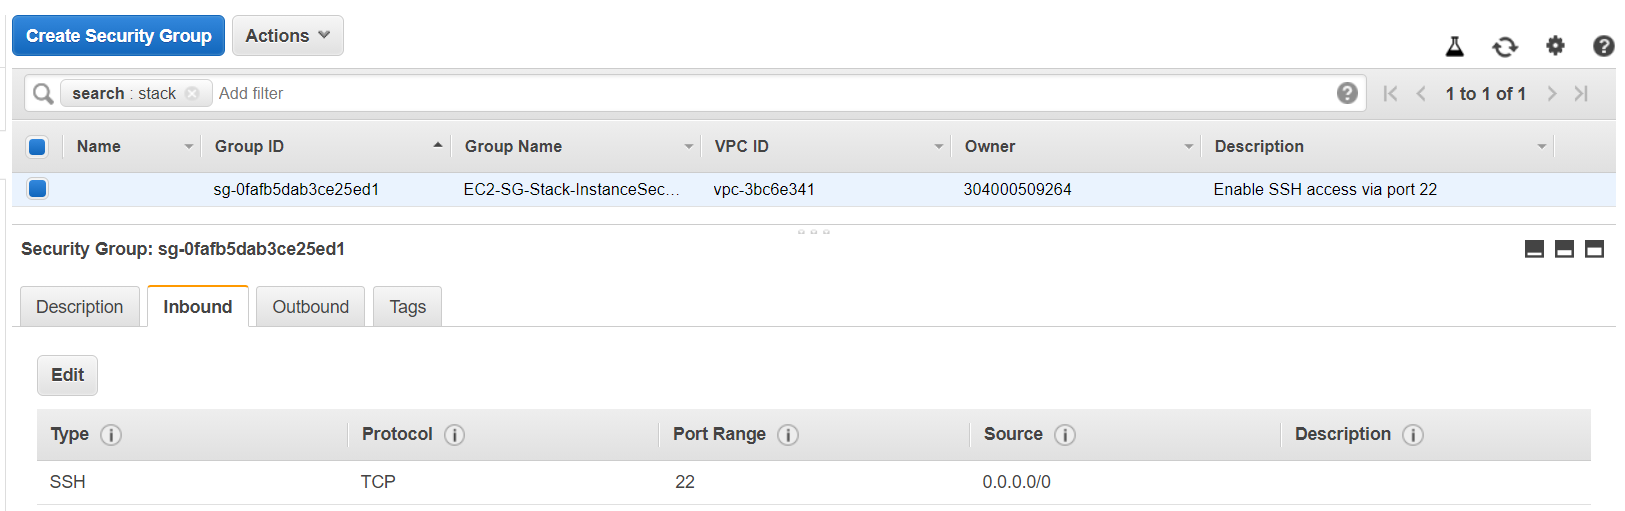 Create Security Group Actions
search : stack Add filter 1 to 1 of 1
Name Group ID Group Name VPC ID Owner Description
sg-0fafb5dab3ce25ed1 EC2-SG-Stack-InstanceSec... vpc-3bc6e341 304000509264 Enable SSH access via port 22
Security Group: sg-0fafb5dab3ce25ed1
Description Inbound Outbound Tags
Edit
Type Protocol Port Range Source Description
SSH TCP 22 0.0.0.0/0